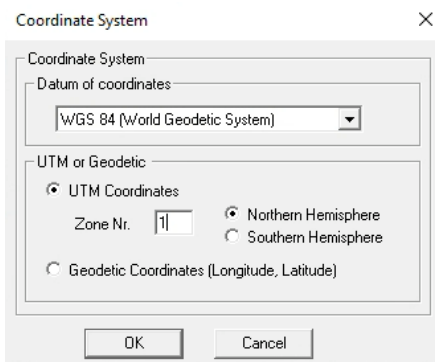 Coordinate System
Coordinate System
Datum of coordinates
WGS 84 (World Geodetic System)
UTM or Geodetic
UTM Coordinates
Zone Nr. 1
Northern Hemisphere
Southern Hemisphere
Geodetic Coordinates (Longitude, Latitude)
OK Cancel